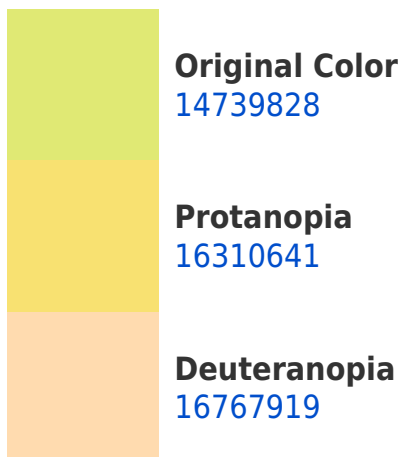 Original Color
14739828
Protanopia
16310641
Deuteranopia
16767919